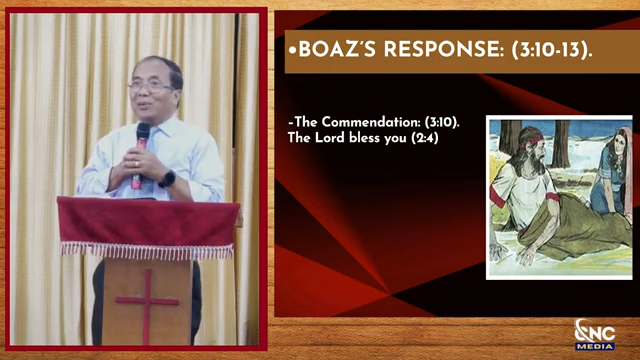 •BOAZ'S RESPONSE: (3:10-13).
–The Commendation: (3:10).
The Lord bless you (2:4)
NC
MEDIA